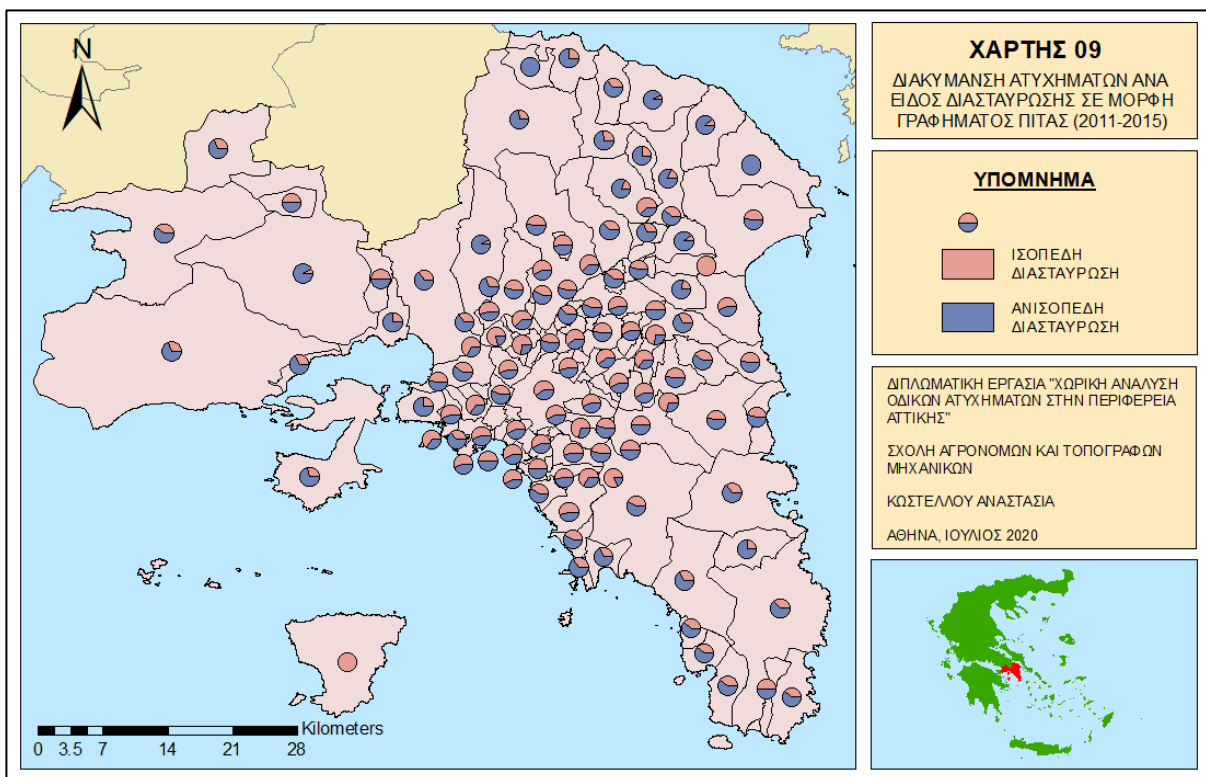 N
ΧΑΡΤΗΣ 09
ΔΙΑΚΥΜΑΝΣΗ ΑΤΥΧΗΜΑΤΩΝ ΑΝΑ
ΕΙΔΟΣ ΔΙΑΣΤΑΥΡΩΣΗΣ ΣΕ ΜΟΡΦΗ
ΓΡΑΦΗΜΑΤΟΣ ΠΙΤΑΣ (2011-2015)
ΥΠΟΜΝΗΜΑ
ΙΣΟΠΕΔΗ
ΔΙΑΣΤΑΥΡΩΣΗ
ΑΝΙΣΟΠΕΔΗ
ΔΙΑΣΤΑΥΡΩΣΗ
ΔΙΠΛΩΜΑΤΙΚΗ ΕΡΓΑΣΙΑ "ΧΩΡΙΚΗ ΑΝΑΛΥΣΗ
ΟΔΙΚΩΝ ΑΤΥΧΗΜΑΤΩΝ ΣΤΗΝ ΠΕΡΙΦΕΡΕΙΑ
ΑΤΤΙΚΗΣ"
ΣΧΟΛΗ ΑΓΡΟΝΟΜΩΝ ΚΑΙ ΤΟΠΟΓΡΑΦΩΝ
ΜΗΧΑΝΙΚΩΝ
ΚΩΣΤΕΛΛΟΥ ΑΝΑΣΤΑΣΙΑ
ΑΘΗΝΑ, ΙΟΥΛΙΟΣ 2020
Kilometers
0 3.5 7 14 21 28